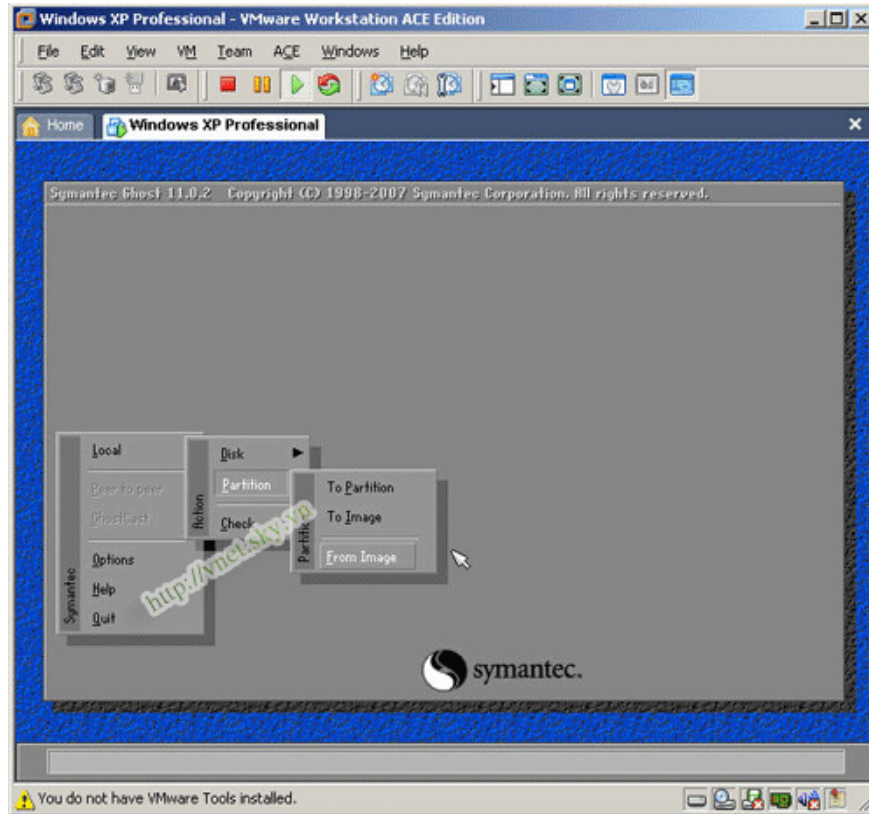 Windows XP Professional - VMware Workstation ACE Edition
File Edit View VM Team ACE Windows Help
Home Windows XP Professional
Symantec Ghost 11.0.2 Copyright (C) 1998-2007 Symantec Corporation. All rights reserved.
Local
Peer to peer
GhostCast
Options
Help
Quit
Symantec
Disk
Partition
Check
Action
To Partition
To Image
From Image
Partition
http://vnct.sky.vn
symantec.
You do not have VMware Tools installed.